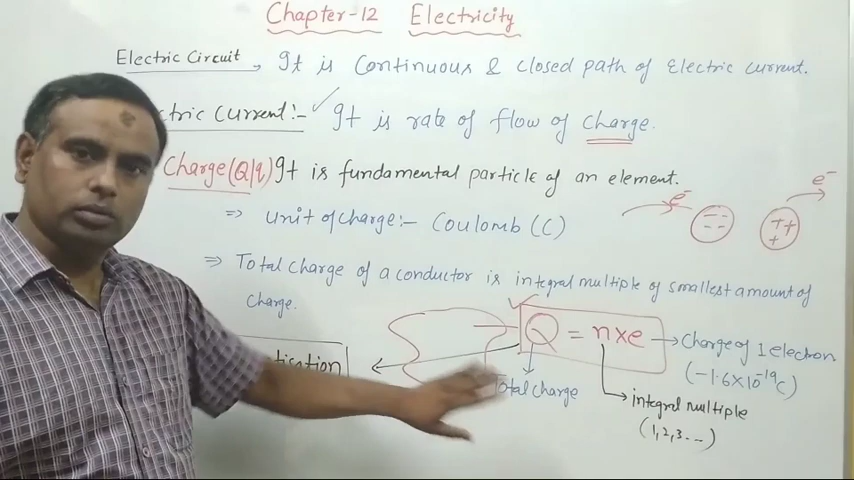 Chapter-12 Electricity
Electric Circuit → It is Continuous & closed path of Electric current.
ctric Current:- ✓ It is rate of flow of Charge.
Charge(Q/q) It is fundamental particle of an element.
⇒ Unit of charge:- Coulomb (C)
e⁻
e⁻
-- --
++ +
⇒ Total charge of a conductor is integral multiple of smallest amount of
Charge.
Q = n×e → Charge of 1 electron
(-1.6×10⁻¹⁹C)
Total Charge
integral multiple
(1,2,3...)